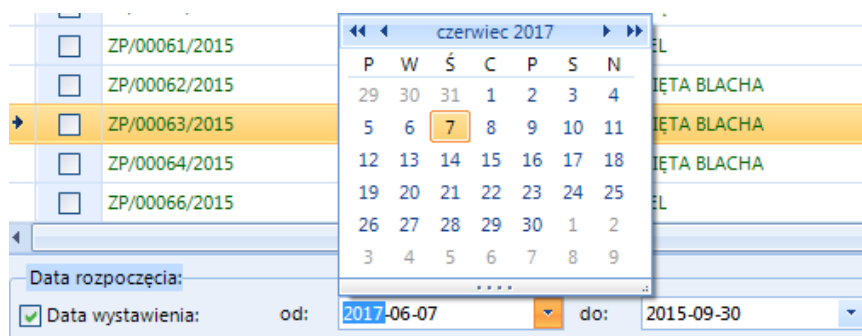 czerwiec 2017
P W Ś C P S N
29 30 31 1 2 3 4
5 6 7 8 9 10 11
12 13 14 15 16 17 18
19 20 21 22 23 24 25
26 27 28 29 30 1 2
3 4 5 6 7 8 9
ZP/00061/2015 EL
ZP/00062/2015 IĘTA BLACHA
ZP/00063/2015 IĘTA BLACHA
ZP/00064/2015 IĘTA BLACHA
ZP/00066/2015 EL
Data rozpoczęcia:
Data wystawienia: od: 2017-06-07 do: 2015-09-30